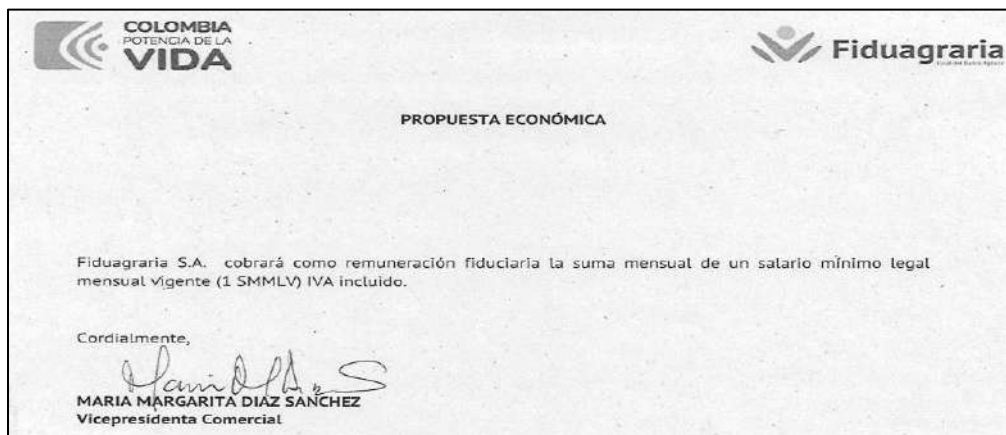 COLOMBIA
POTENCIA DE LA
VIDA
Fiduagraria
PROPUESTA ECONÓMICA
Fiduagraria S.A. cobrará como remuneración fiduciaria la suma mensual de un salario mínimo legal
mensual vigente (1 SMMLV) IVA incluido.
Cordialmente,
MARIA MARGARITA DIAZ SANCHEZ
Vicepresidenta Comercial